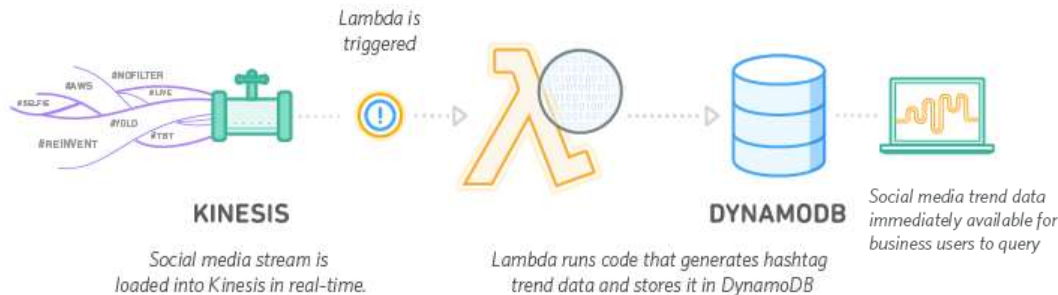 Lambda is
triggered
#NOFILTER
#AWS
#LIVE
#SELFIE
#YOLO
#TBT
#REINVENT
KINESIS
DYNAMODB
Social media stream is
loaded into Kinesis in real-time.
Lambda runs code that generates hashtag
trend data and stores it in DynamoDB
Social media trend data
immediately available for
business users to query